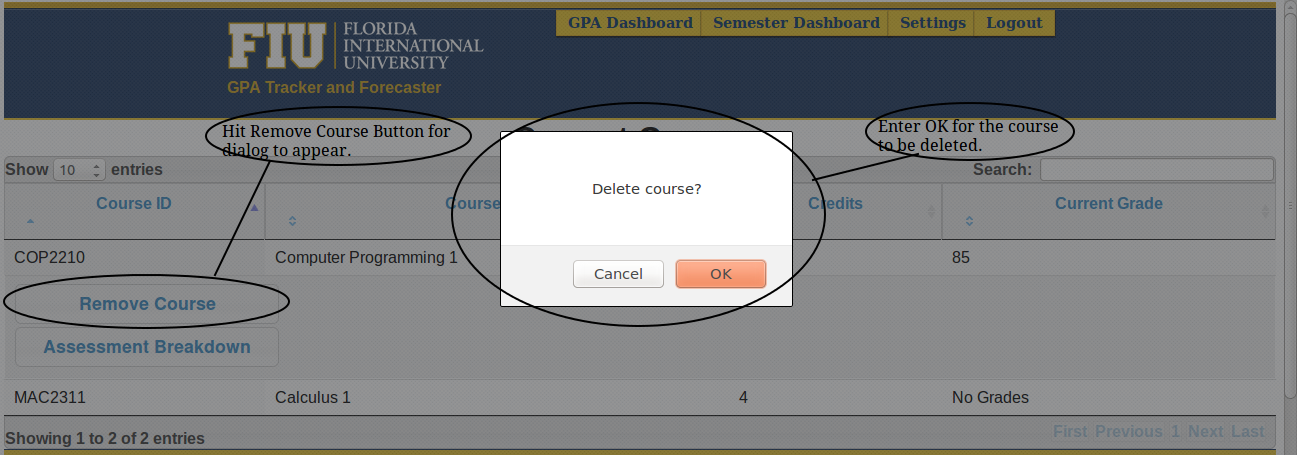 GPA Dashboard Semester Dashboard Settings Logout
FIU
FLORIDA
INTERNATIONAL
UNIVERSITY
GPA Tracker and Forecaster
Hit Remove Course Button for
dialog to appear.
Enter OK for the course
to be deleted.
Show 10 entries
Search:
Course ID Course Credits Current Grade
COP2210 Computer Programming 1 85
Delete course?
Cancel OK
Remove Course
Assessment Breakdown
MAC2311 Calculus 1 4 No Grades
Showing 1 to 2 of 2 entries
First Previous 1 Next Last